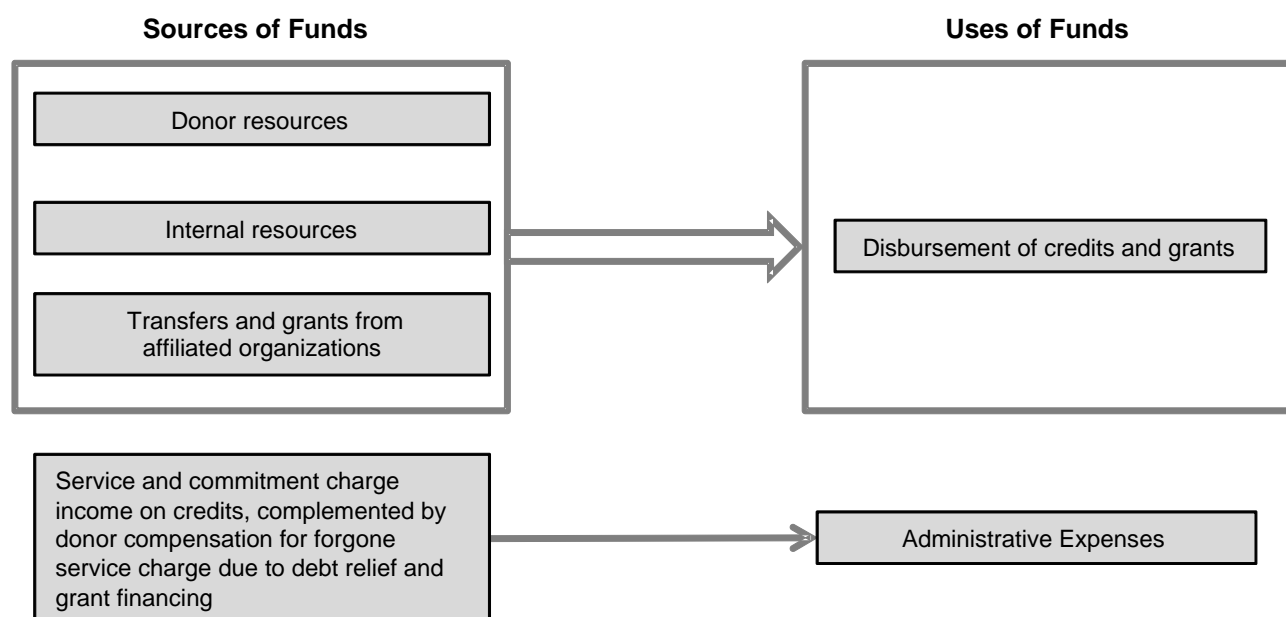 Sources of Funds
Uses of Funds
Donor resources
Internal resources
Transfers and grants from
affiliated organizations
Disbursement of credits and grants
Service and commitment charge
income on credits, complemented by
donor compensation for forgone
service charge due to debt relief and
grant financing
Administrative Expenses